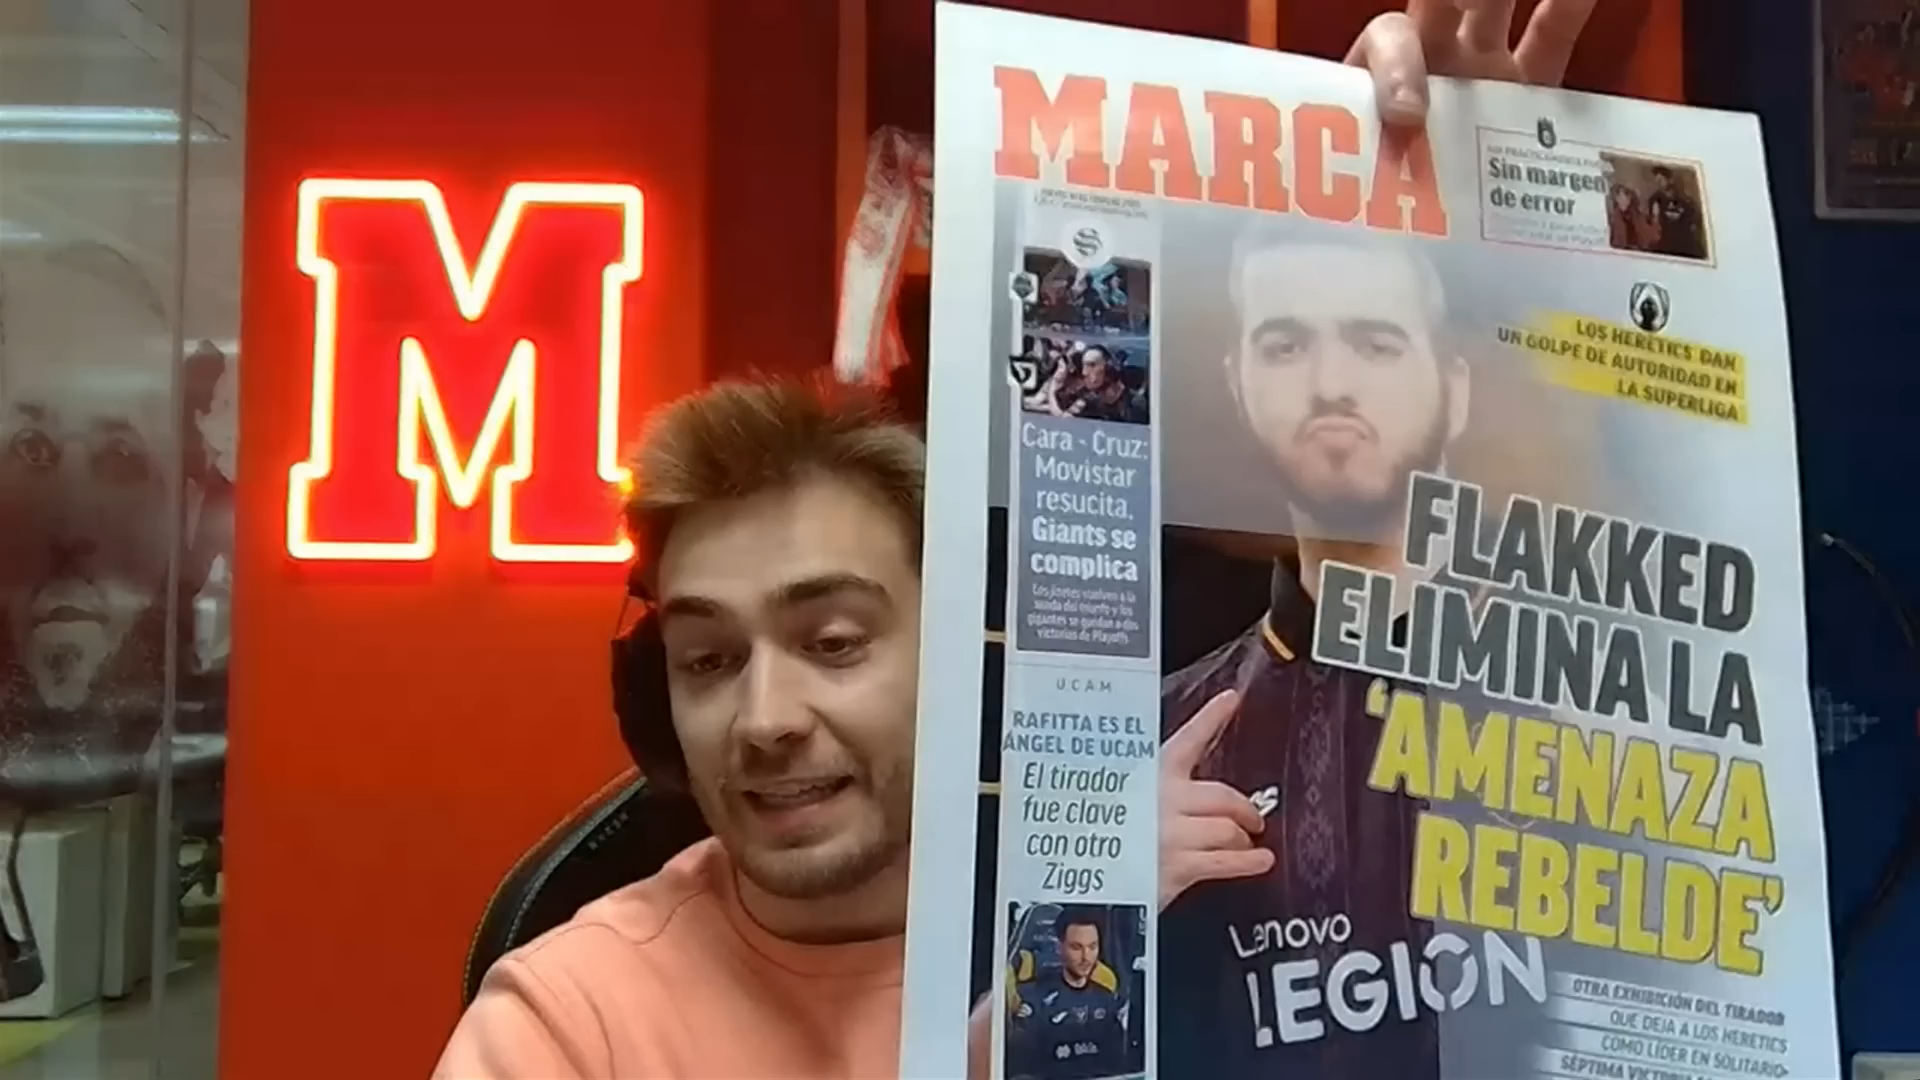 M
MARCA
Sin margen
de error
LOS HERETICS DAN
UN GOLPE DE AUTORIDAD EN
LA SUPERLIGA
Cara - Cruz:
Movistar
resucita,
Giants se
complica
Los jinetes vuelven a la
senda del triunfo y los
gigantes se quedan a dos
victorias de Playoffs
UCAM
RAFITTA ES EL
ÁNGEL DE UCAM
El tirador
fue clave
con otro
Ziggs
FLAKKED
ELIMINA LA
'AMENAZA
REBELDE'
Lenovo
LEGION
OTRA EXHIBICIÓN DEL TIRADOR
QUE DEJA A LOS HERETICS
COMO LÍDER EN SOLITARIO
SÉPTIMA